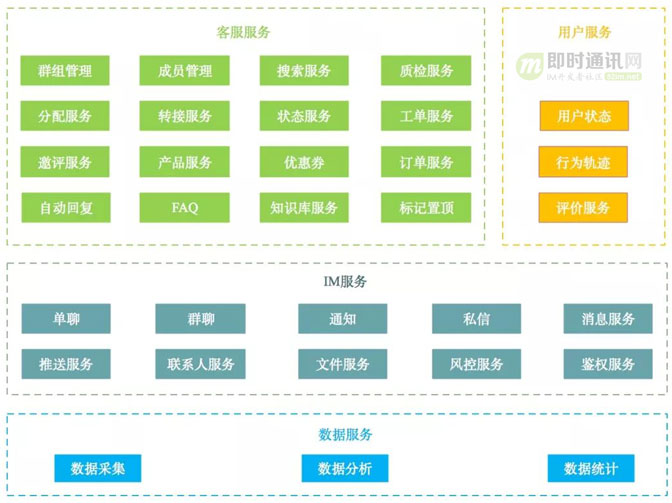 客服服务
群组管理
成员管理
搜索服务
质检服务
分配服务
转接服务
状态服务
工单服务
邀评服务
产品服务
优惠券
订单服务
自动回复
FAQ
知识库服务
标记置顶
用户服务
即时通讯网
IM开发者社区 52im.net
用户状态
行为轨迹
评价服务
IM服务
单聊
群聊
通知
私信
消息服务
推送服务
联系人服务
文件服务
风控服务
鉴权服务
数据服务
数据采集
数据分析
数据统计